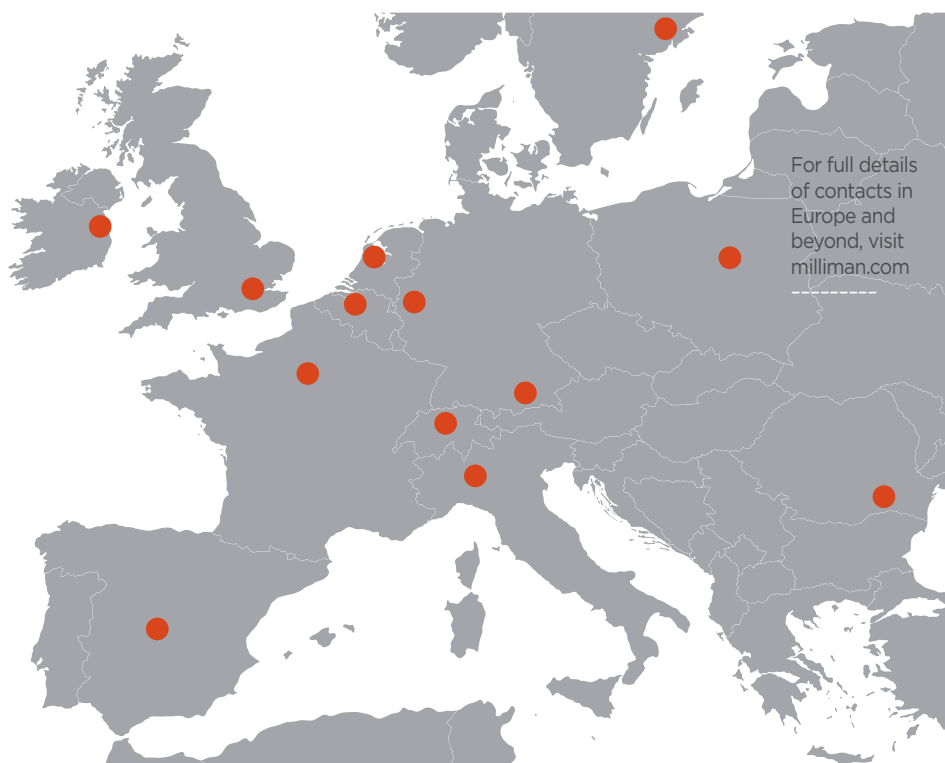 For full details
of contacts in
Europe and
beyond, visit
milliman.com